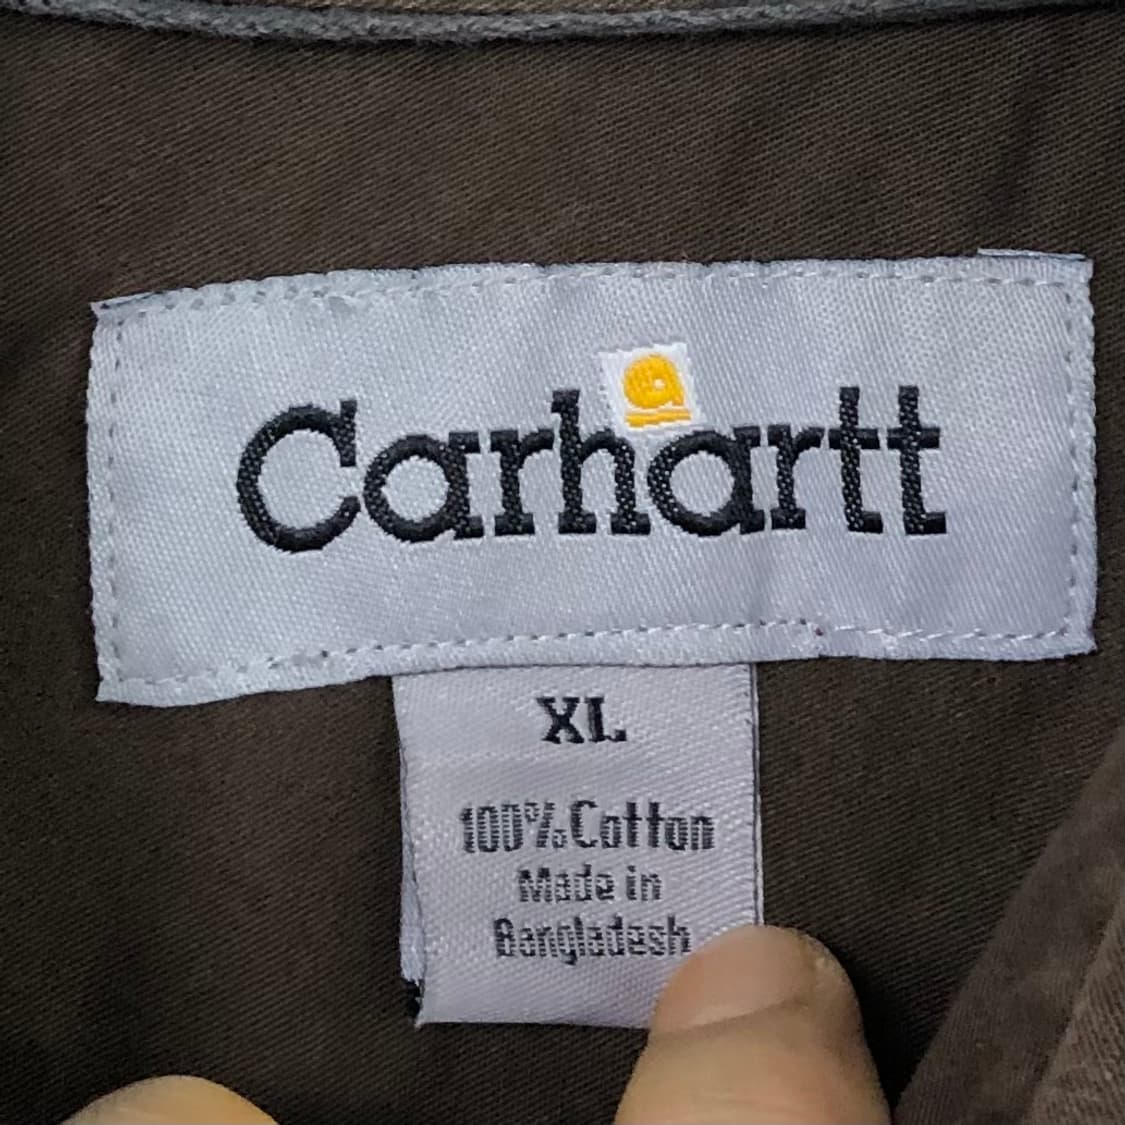 Carhartt
XL
100% Cotton
Made in
Bangladesh